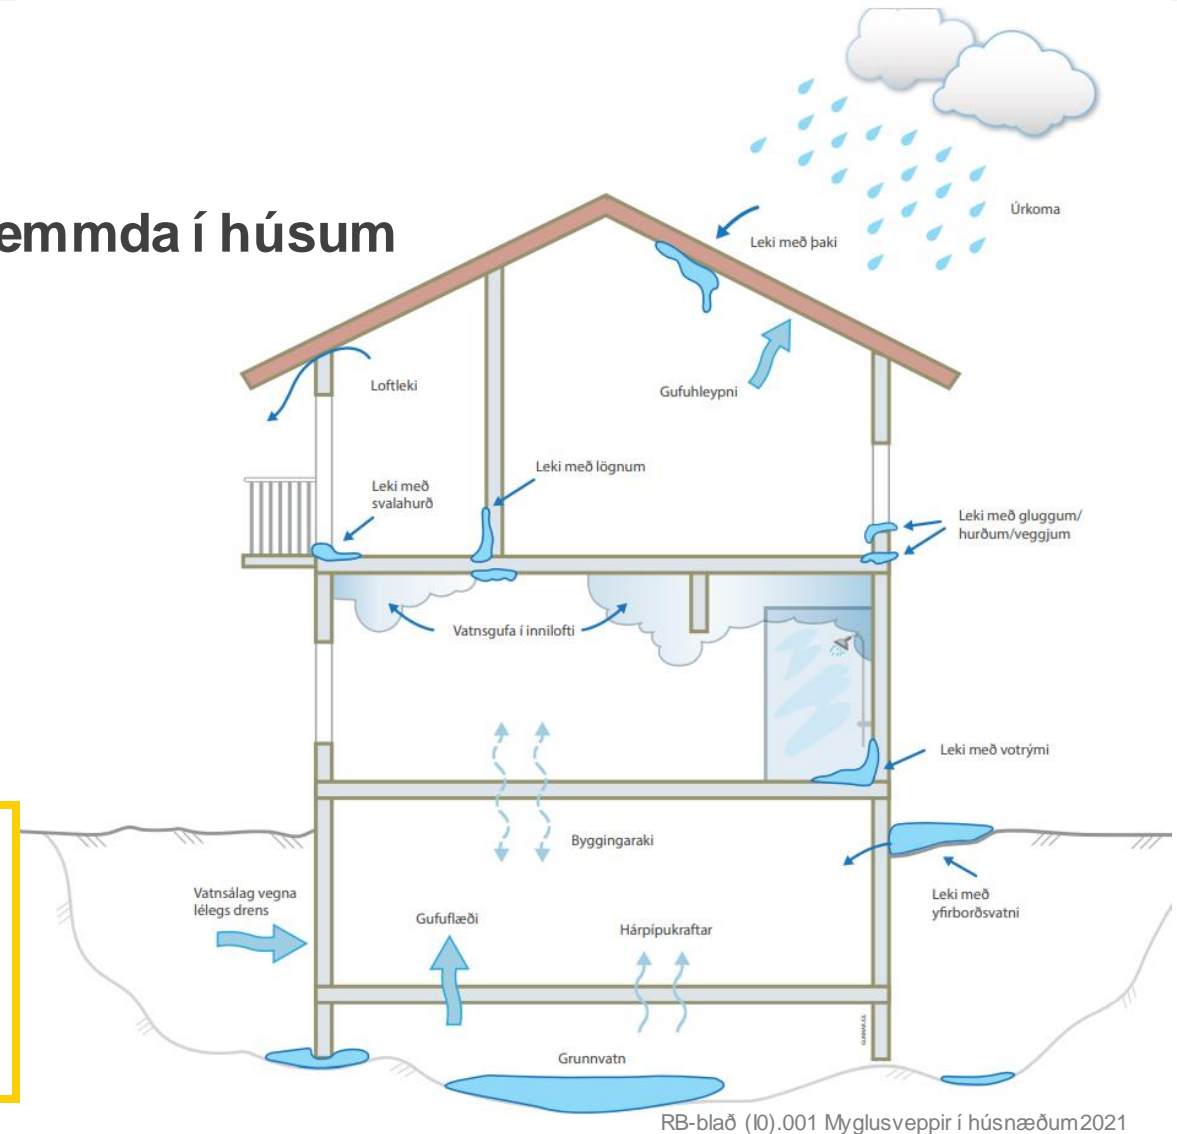 Úrkoma
emmda í húsum
Leki með þaki
Loftleki
Gufuhleypni
Leki með lögnum
Leki með
svalahurð
Leki með gluggum/
hurðum/veggjum
Vatnsgufa í innilofti
Leki með votrými
Byggingaraki
Vatnsálag vegna
lélegs drens
Leki með
yfirborðsvatni
Gufuflæði
Hárpípukraftar
Grunnvatn
RB-blað (I0).001 Myglusveppir í húsnæðum2021